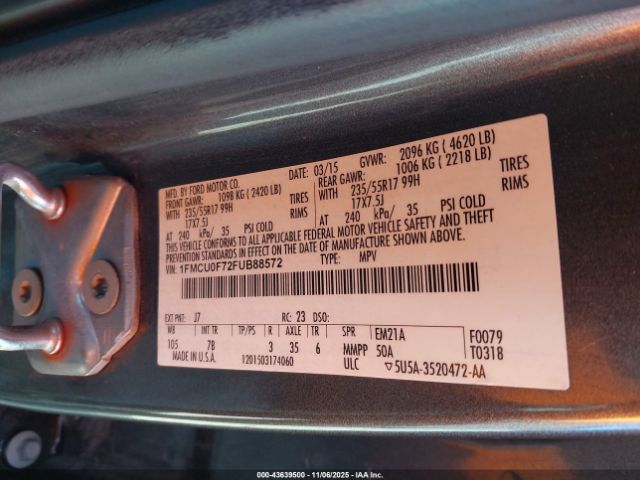 MFD. BY FORD MOTOR CO.
DATE: 03/15 GVWR: 2096 KG ( 4620 LB)
FRONT GAWR: 1098 KG ( 2420 LB) REAR GAWR: 1006 KG ( 2218 LB)
WITH 235/55R17 99H TIRES WITH 235/55R17 99H TIRES
17X7.5J RIMS 17X7.5J RIMS
AT 240 kPa/ 35 PSI COLD AT 240 kPa/ 35 PSI COLD
THIS VEHICLE CONFORMS TO ALL APPLICABLE FEDERAL MOTOR VEHICLE SAFETY AND THEFT
PREVENTION STANDARDS IN EFFECT ON THE DATE OF MANUFACTURE SHOWN ABOVE.
VIN: 1FMCU0F72FUB88572 TYPE: MPV
EXT PNT: J7 RC: 23 DSO:
WB INT TR TP/PS R AXLE TR SPR EM21A F0079
105 7B 3 35 6 MMPP 50A T0318
MADE IN U.S.A. 1201503174060 ULC 5U5A-3520472-AA
000-43639500 - 11/06/2025 - IAAI.COM